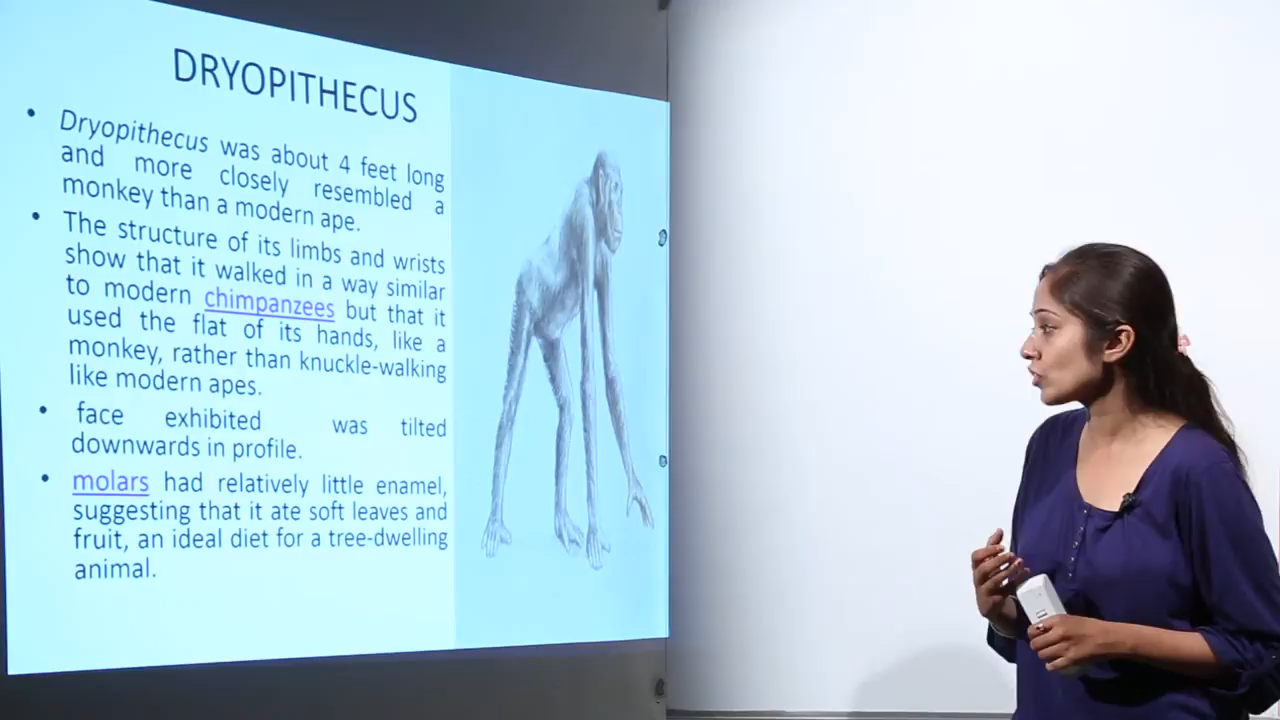 DRYOPITHECUS
• Dryopithecus was about 4 feet long
and more closely resembled a
monkey than a modern ape.
• The structure of its limbs and wrists
show that it walked in a way similar
to modern chimpanzees but that it
used the flat of its hands, like a
monkey, rather than knuckle-walking
like modern apes.
• face exhibited was tilted
downwards in profile.
• molars had relatively little enamel,
suggesting that it ate soft leaves and
fruit, an ideal diet for a tree-dwelling
animal.